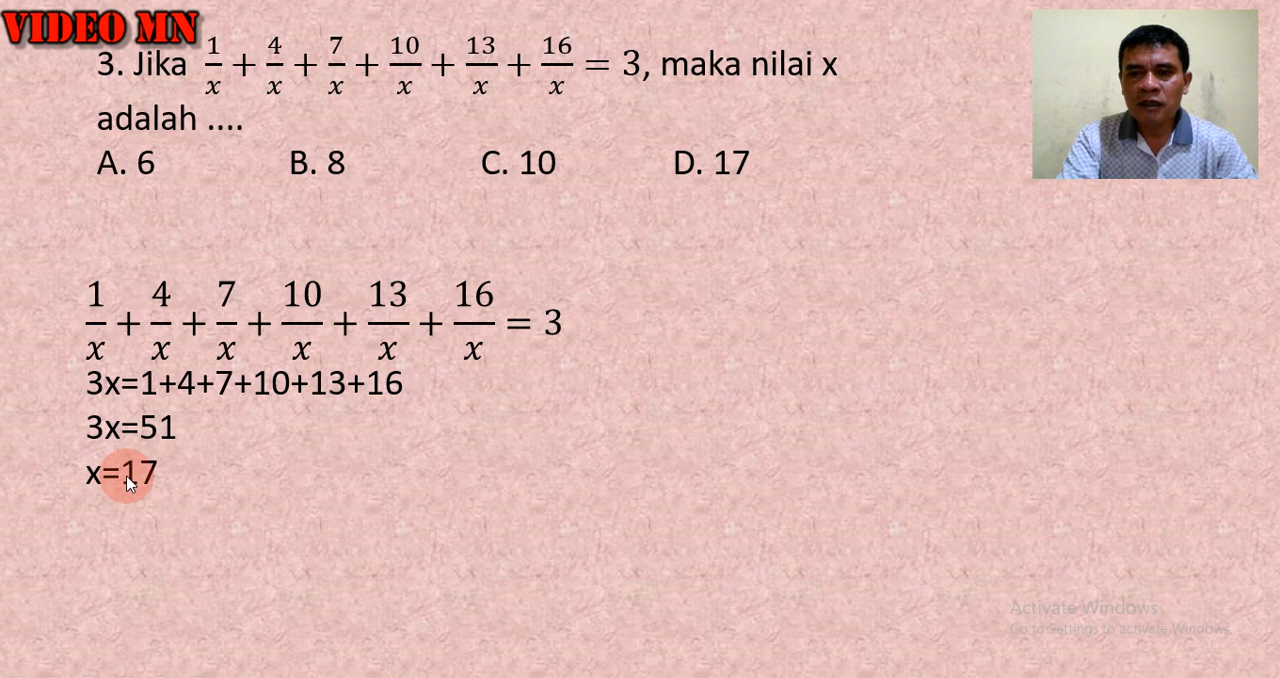 VIDEO MN
3. Jika 1/x + 4/x + 7/x + 10/x + 13/x + 16/x = 3, maka nilai x
adalah ....
A. 6 B. 8 C. 10 D. 17
1/x + 4/x + 7/x + 10/x + 13/x + 16/x = 3
3x=1+4+7+10+13+16
3x=51
x=17
Activate Windows
Go to Settings to activate Windows.